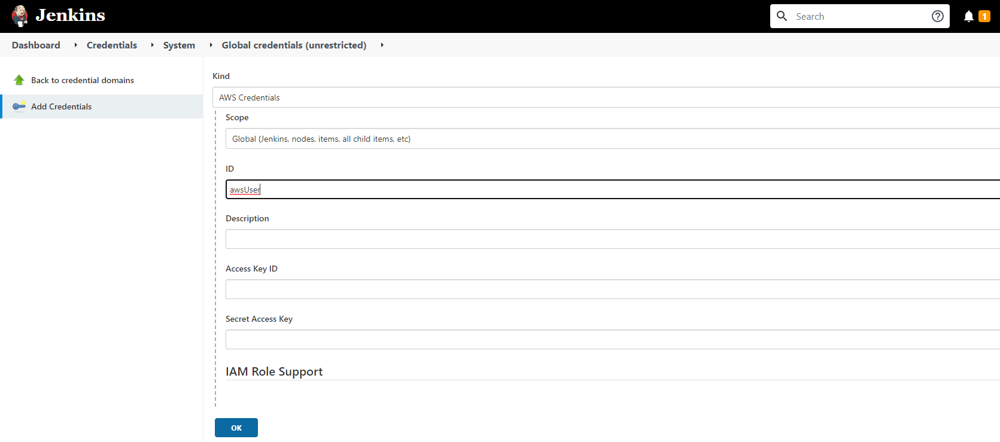 Jenkins
Search
1
Dashboard Credentials System Global credentials (unrestricted)
Back to credential domains
Add Credentials
Kind
AWS Credentials
Scope
Global (Jenkins, nodes, items, all child items, etc)
ID
awsUser
Description
Access Key ID
Secret Access Key
IAM Role Support
OK